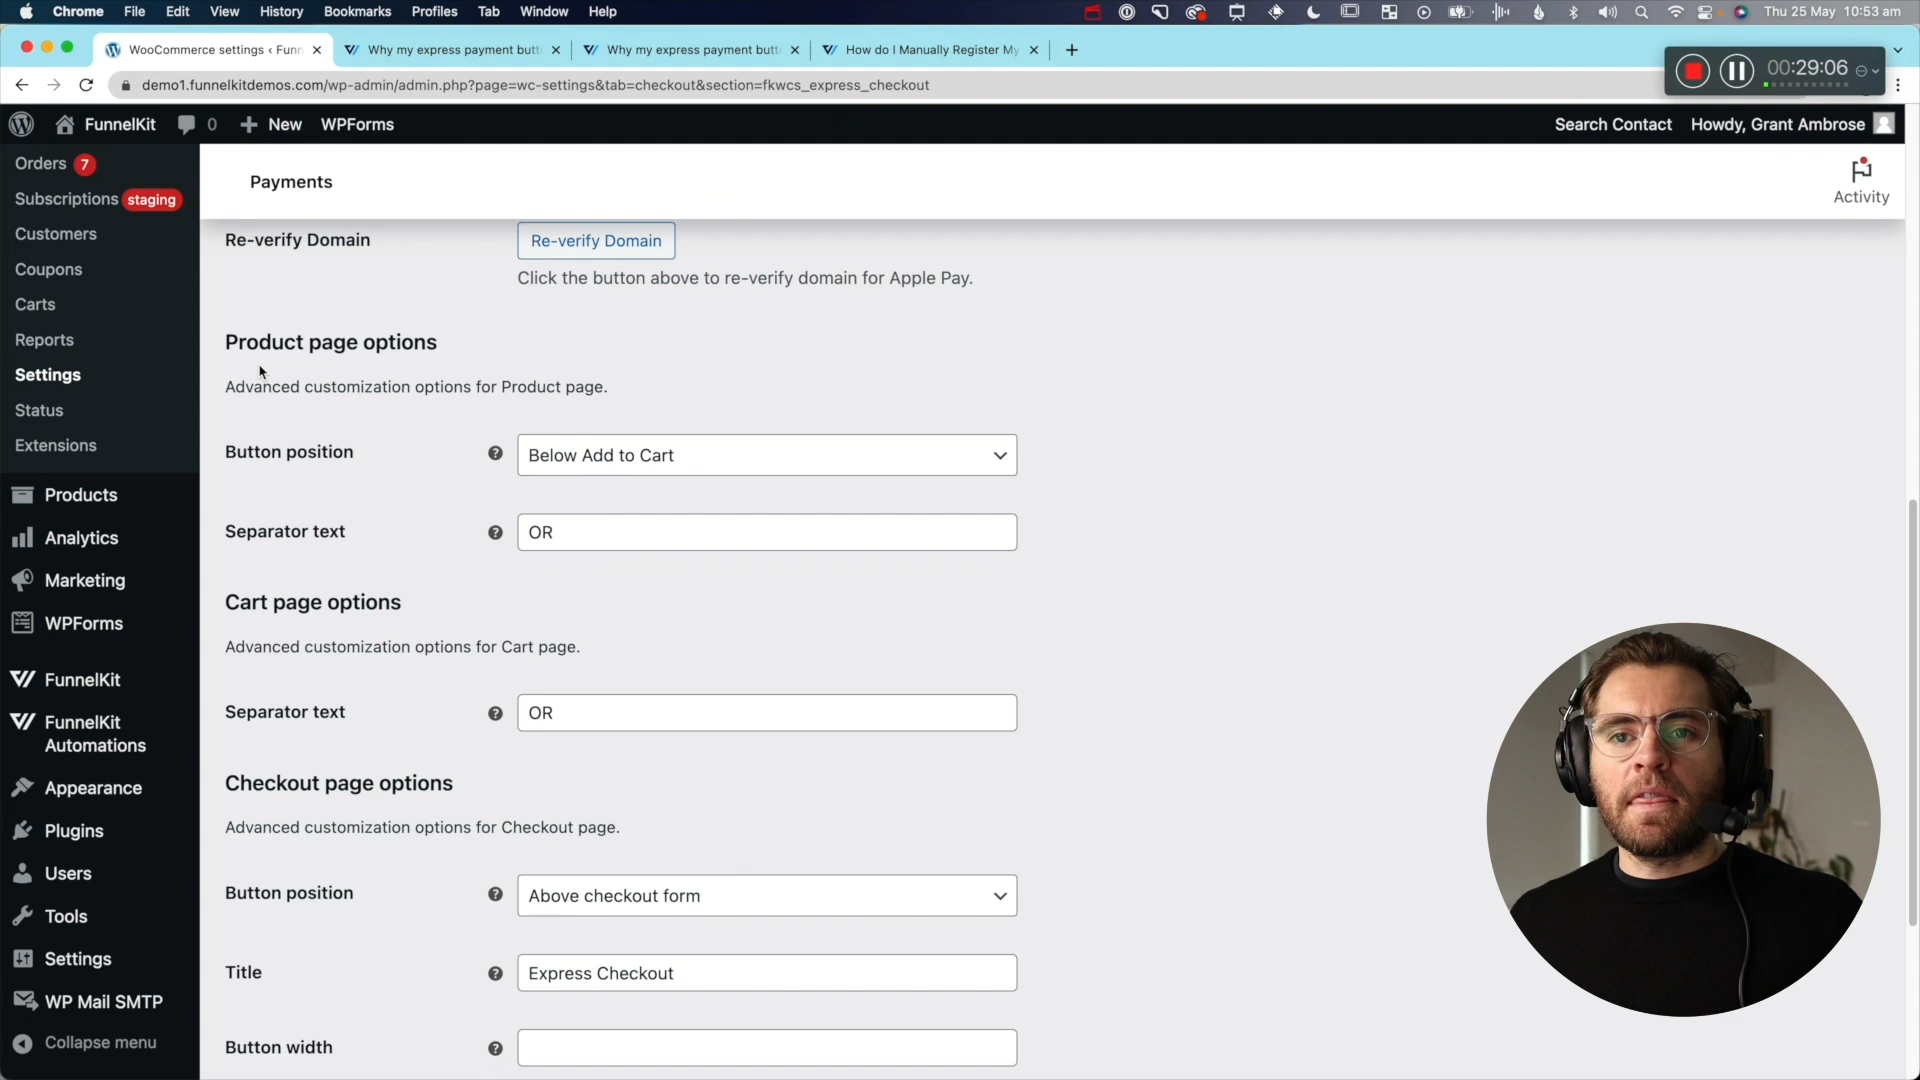 Chrome File Edit View History Bookmarks Profiles Tab Window Help Thu 25 May 10:53 am
WooCommerce settings ‹ Funn
Why my express payment butt
Why my express payment butt
How do I Manually Register My
00:29:06
demo1.funnelkitdemos.com/wp-admin/admin.php?page=wc-settings&tab=checkout&section=fkwcs_express_checkout
FunnelKit 0 New WPForms Search Contact Howdy, Grant Ambrose
Orders 7
Subscriptions staging
Customers
Coupons
Carts
Reports
Settings
Status
Extensions
Products
Analytics
Marketing
WPForms
FunnelKit
FunnelKit
Automations
Appearance
Plugins
Users
Tools
Settings
WP Mail SMTP
Collapse menu
Payments
Activity
Re-verify Domain
Re-verify Domain
Click the button above to re-verify domain for Apple Pay.
Product page options
Advanced customization options for Product page.
Button position
Below Add to Cart
Separator text
OR
Cart page options
Advanced customization options for Cart page.
Separator text
OR
Checkout page options
Advanced customization options for Checkout page.
Button position
Above checkout form
Title
Express Checkout
Button width